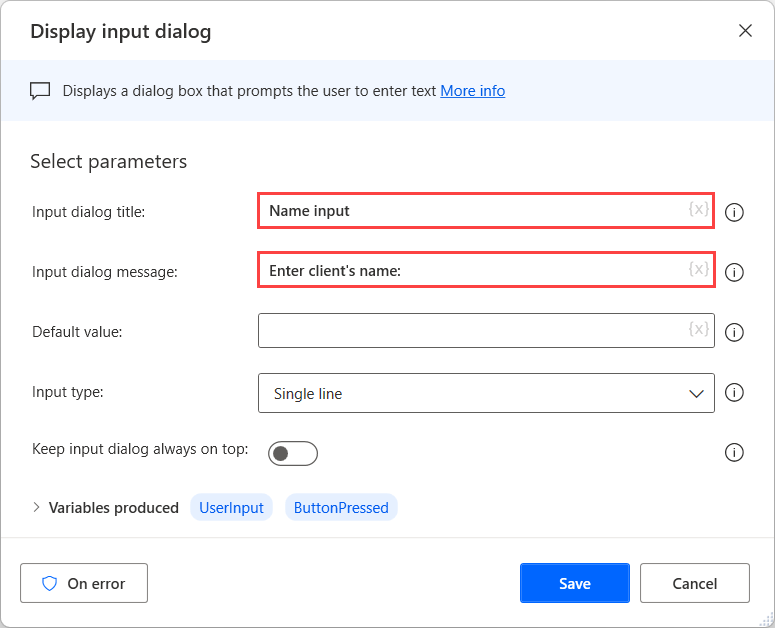 Display input dialog
Displays a dialog box that prompts the user to enter text More info
Select parameters
Input dialog title:
Name input {x}
Input dialog message:
Enter client's name: {x}
Default value:
{x}
Input type:
Single line
Keep input dialog always on top:
Variables produced UserInput ButtonPressed
On error Save Cancel